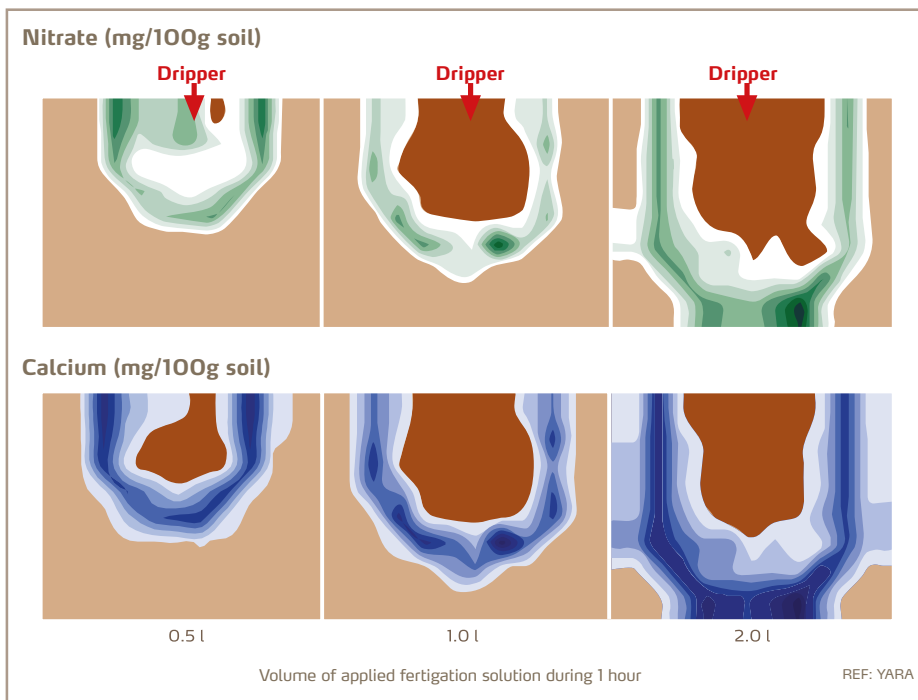 Nitrate (mg/100g soil)
Dripper
Dripper
Dripper
Calcium (mg/100g soil)
0.5 l
1.0 l
2.0 l
Volume of applied fertigation solution during 1 hour
REF: YARA